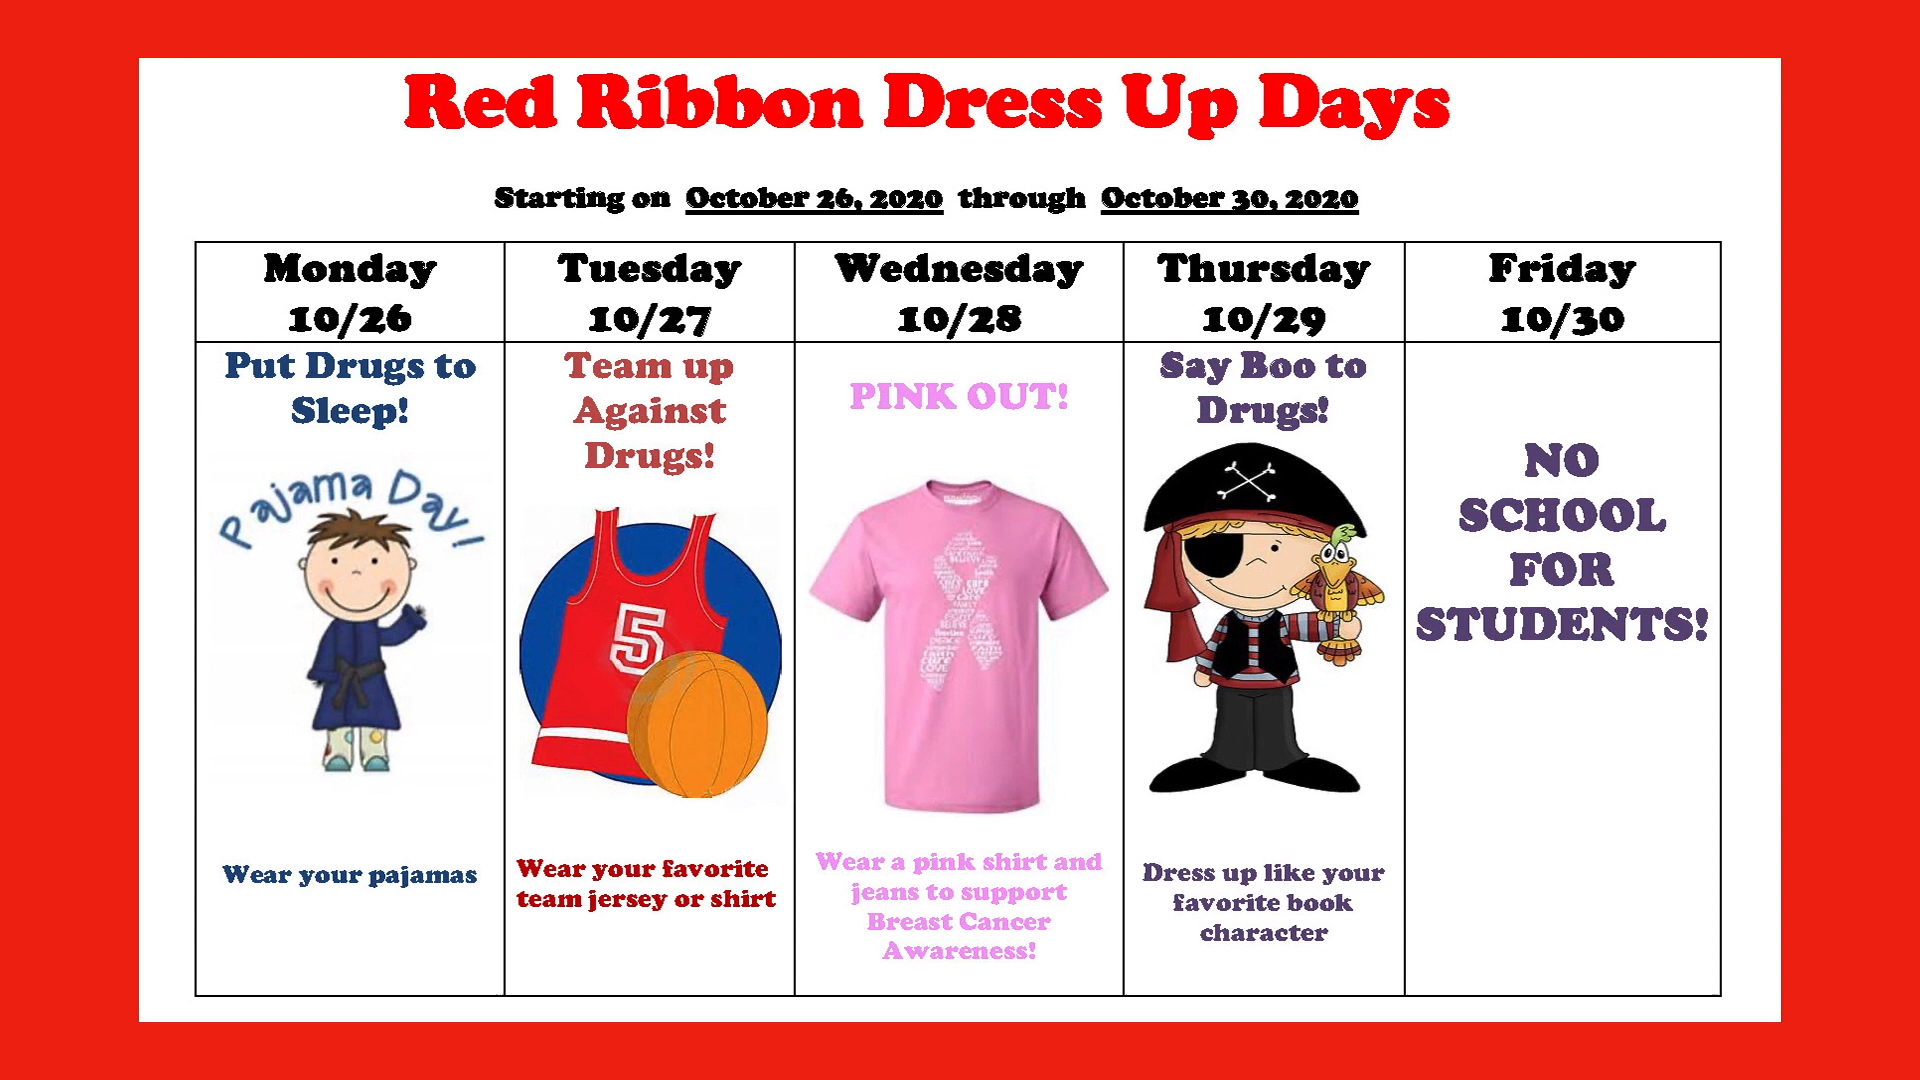 Red Ribbon Dress Up Days
Starting on October 26, 2020 through October 30, 2020
Monday
10/26
Tuesday
10/27
Wednesday
10/28
Thursday
10/29
Friday
10/30
Put Drugs to
Sleep!
Pajama Day!
Wear your pajamas
Team up
Against
Drugs!
5
Wear your favorite
team jersey or shirt
PINK OUT!
Wear a pink shirt and
jeans to support
Breast Cancer
Awareness!
Say Boo to
Drugs!
Dress up like your
favorite book
character
NO
SCHOOL
FOR
STUDENTS!